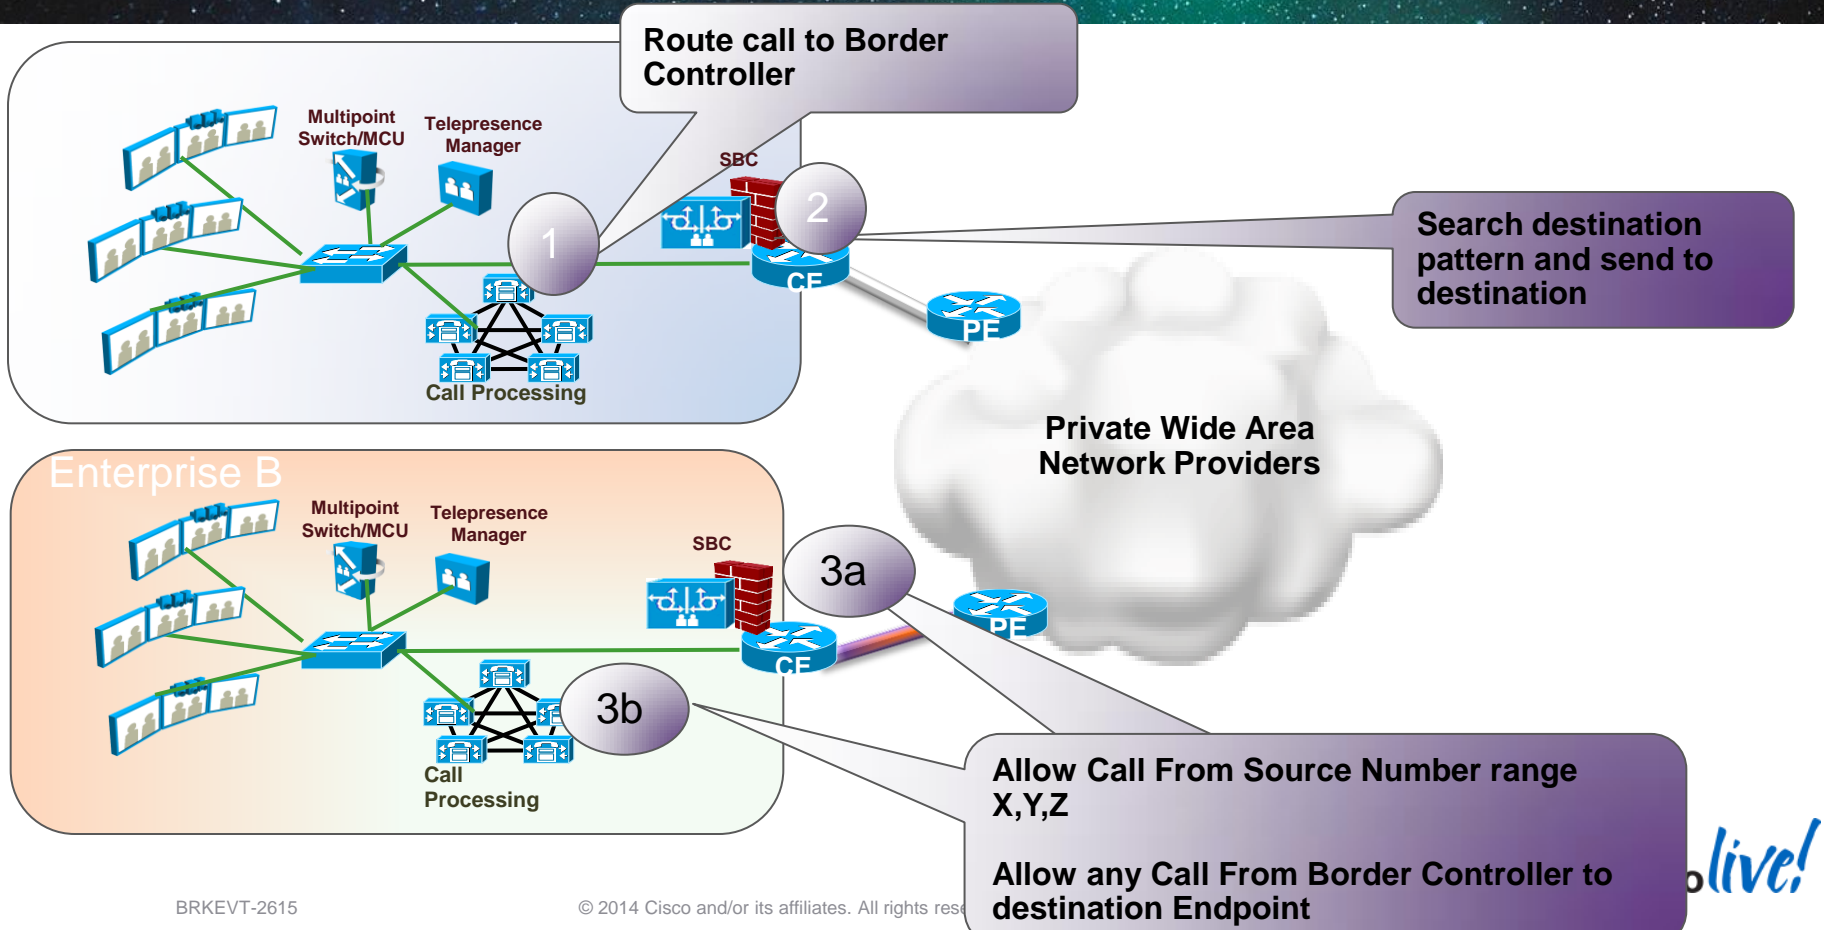 Route call to Border
Controller
Multipoint
Switch/MCU
Telepresence
Manager
SBC
1
2
Search destination
pattern and send to
destination
CE
PE
Call Processing
Private Wide Area
Network Providers
Enterprise B
Multipoint
Switch/MCU
Telepresence
Manager
SBC
3a
PE
CE
3b
Call
Processing
Allow Call From Source Number range
X,Y,Z
Allow any Call From Border Controller to
destination Endpoint
BRKEVT-2615
© 2014 Cisco and/or its affiliates. All rights rese
o live!